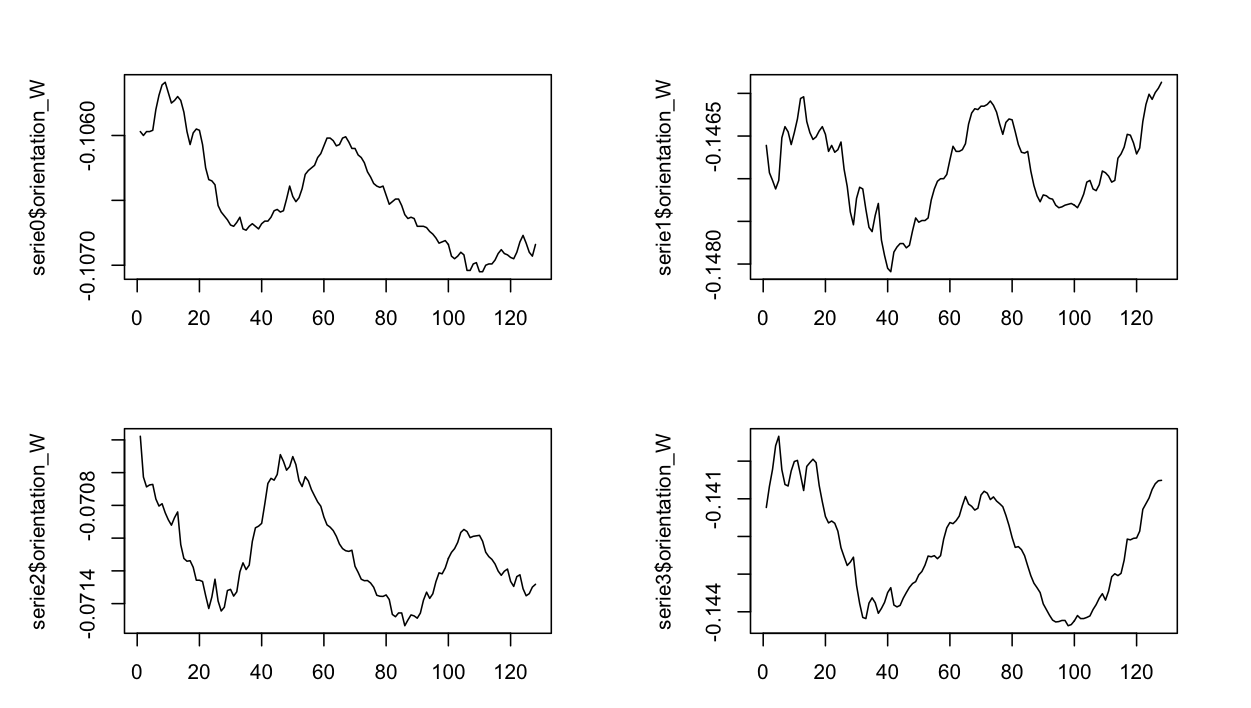 serie0$orientation_W
-0.1060
-0.1070
0 20 40 60 80 100 120
serie1$orientation_W
-0.1465
-0.1480
0 20 40 60 80 100 120
serie2$orientation_W
-0.0708
-0.0714
0 20 40 60 80 100 120
serie3$orientation_W
-0.141
-0.144
0 20 40 60 80 100 120